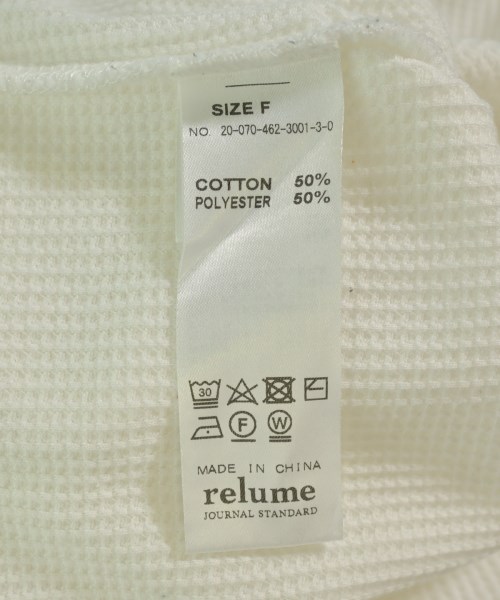 SIZE F
NO. 20-070-462-3001-3-0
COTTON 50%
POLYESTER 50%
30
F W
MADE IN CHINA
relume
JOURNAL STANDARD